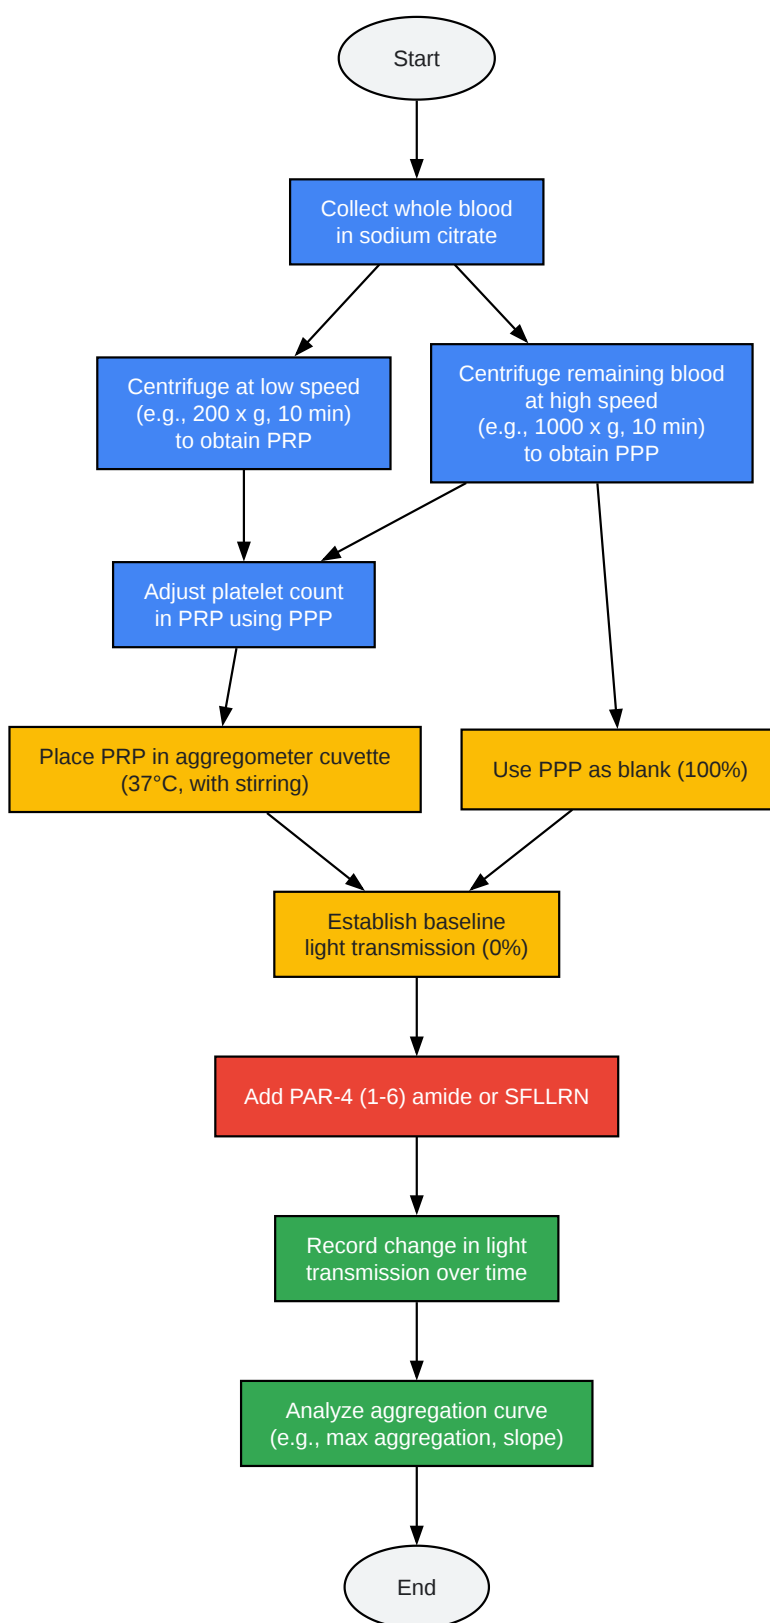 Start
Collect whole blood
in sodium citrate
Centrifuge at low speed
(e.g., 200 x g, 10 min)
to obtain PRP
Centrifuge remaining blood
at high speed
(e.g., 1000 x g, 10 min)
to obtain PPP
Adjust platelet count
in PRP using PPP
Place PRP in aggregometer cuvette
(37°C, with stirring)
Use PPP as blank (100%)
Establish baseline
light transmission (0%)
Add PAR-4 (1-6) amide or SFLLRN
Record change in light
transmission over time
Analyze aggregation curve
(e.g., max aggregation, slope)
End